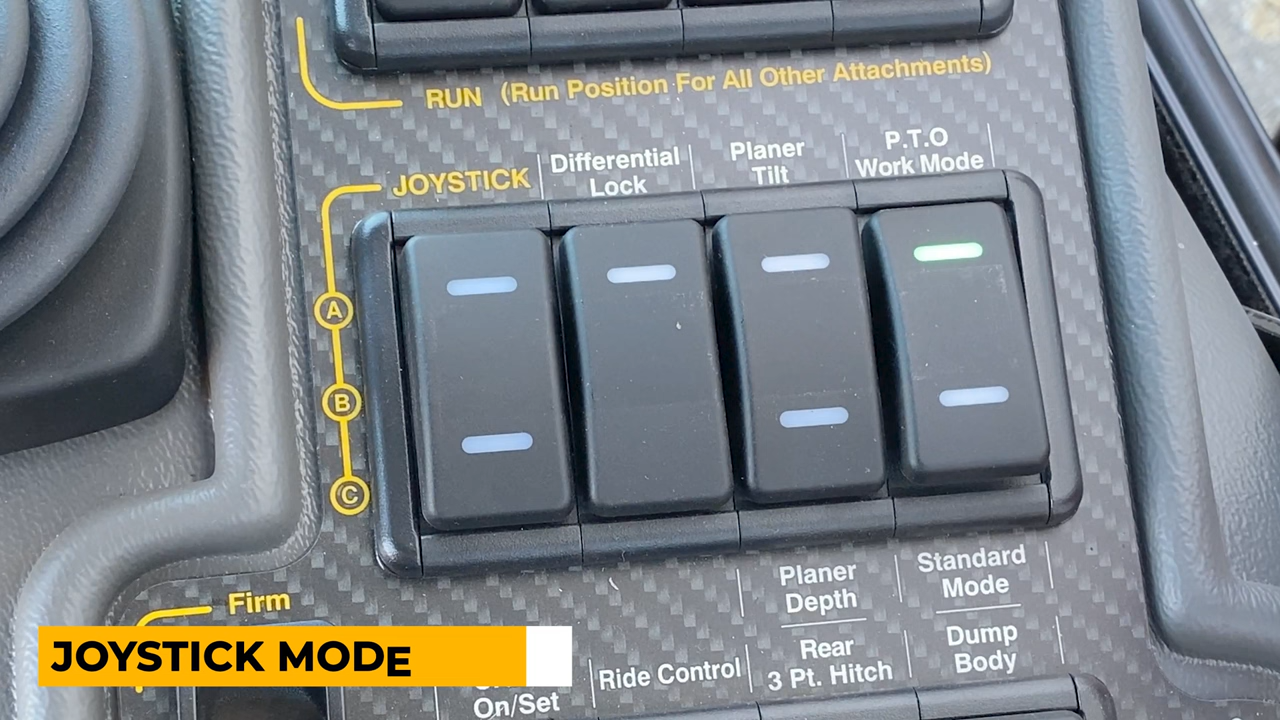 RUN (Run Position For All Other Attachments)
JOYSTICK
Differential
Lock
Planer
Tilt
P.T.O
Work Mode
A
B
C
Planer
Depth
Standard
Mode
Firm
Rear
3 Pt. Hitch
Dump
Body
Ride Control
On/Set
JOYSTICK MODE